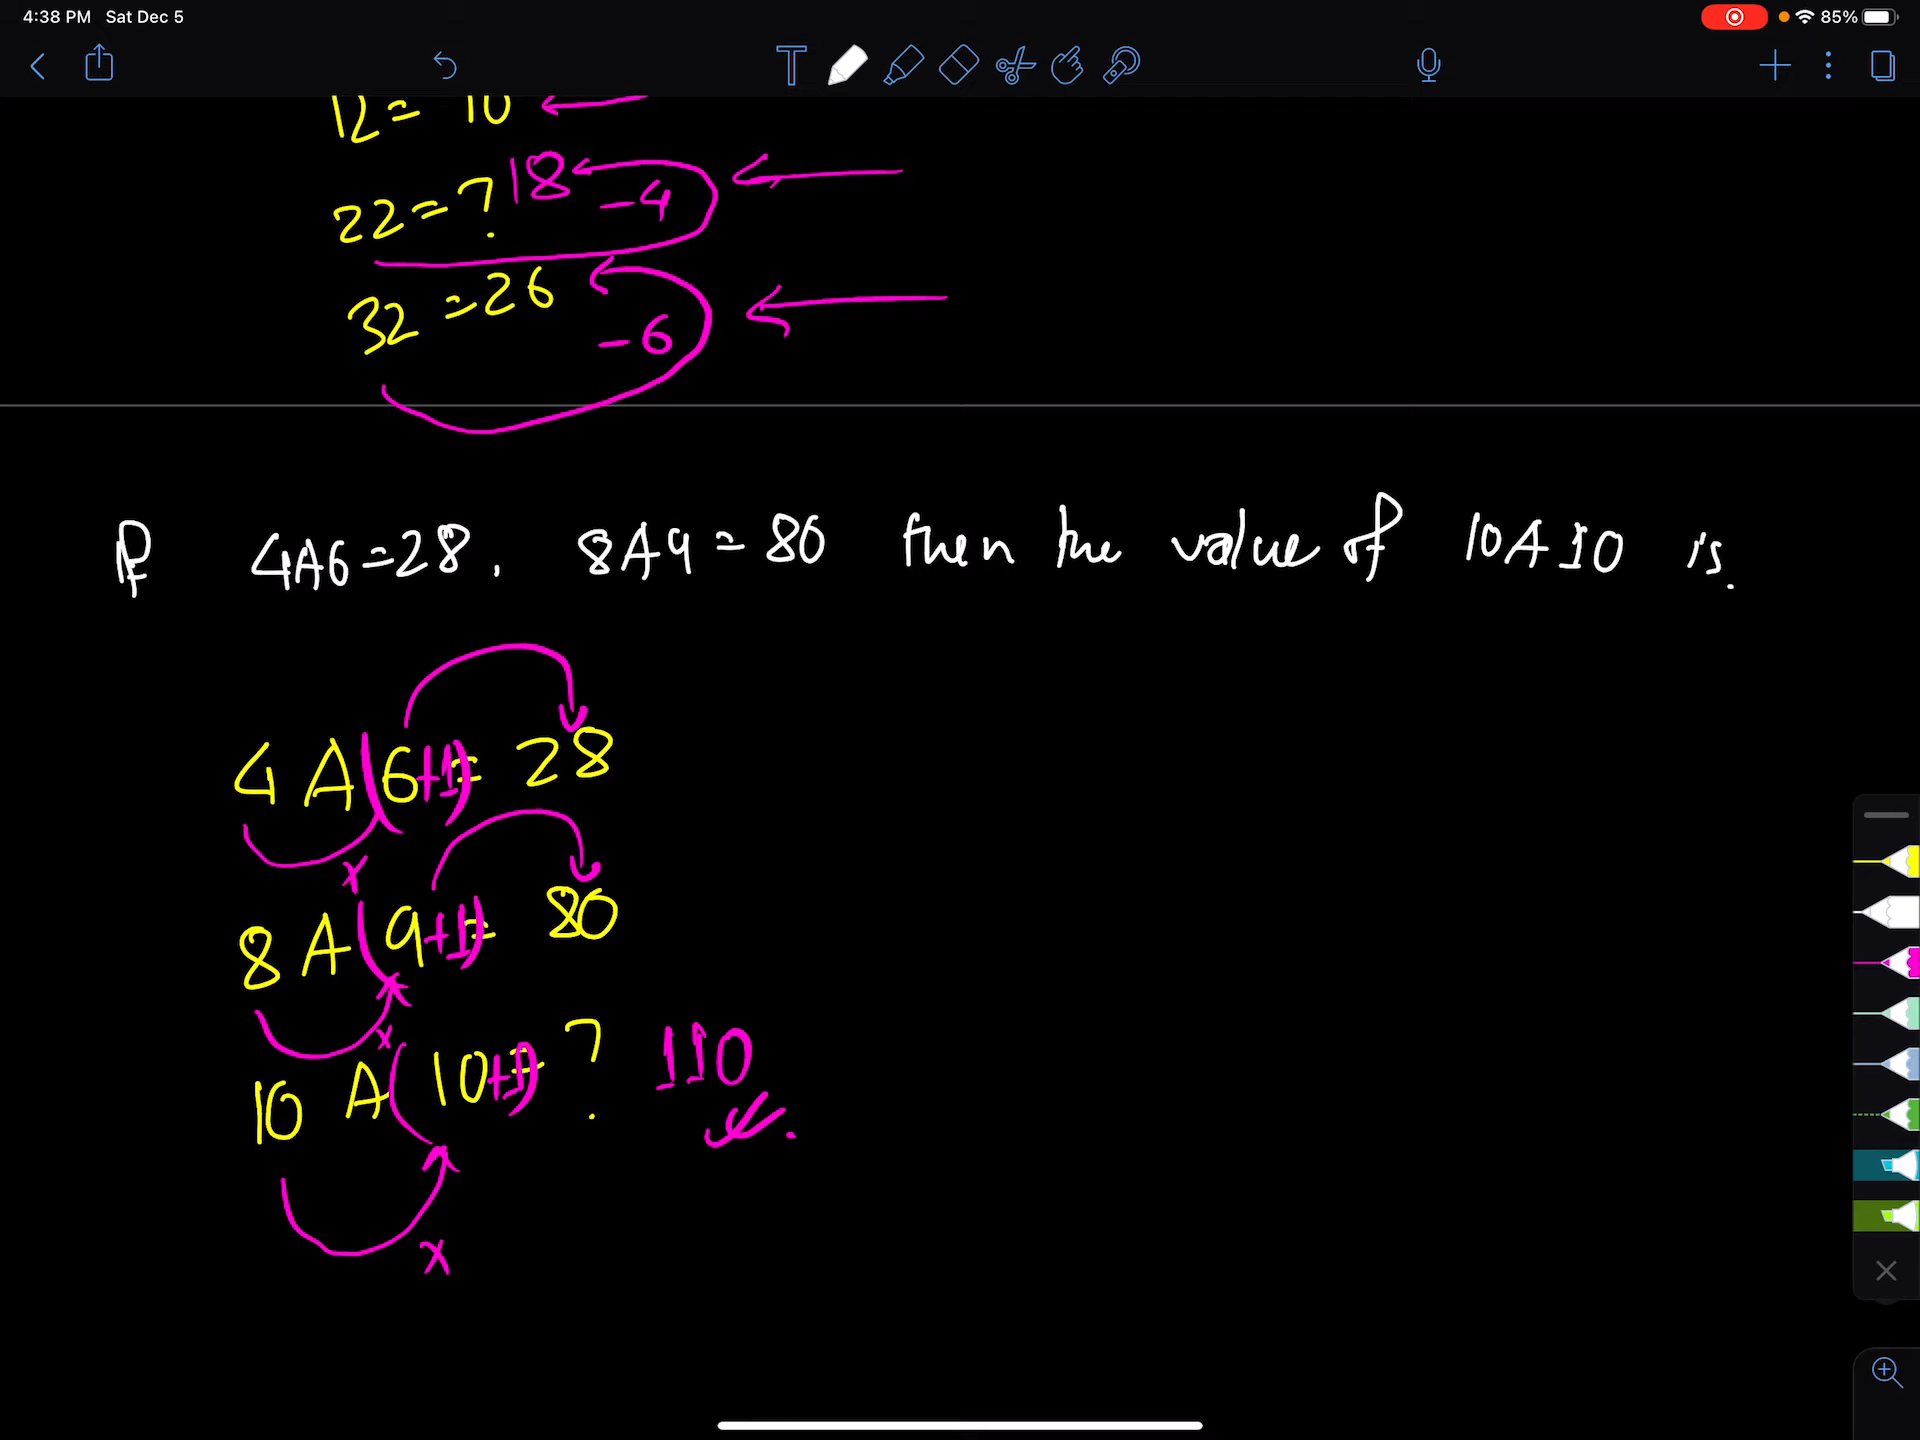 4:38 PM Sat Dec 5
85%
12 = 10
22 = ? 18
- 4
32 = 26
- 6
If 4A6 = 28, 8A9 = 80 then the value of 10A10 is.
4 A (6+1) = 28
x
8 A (9+1) = 80
x
10 A (10+1) = ? 110
x